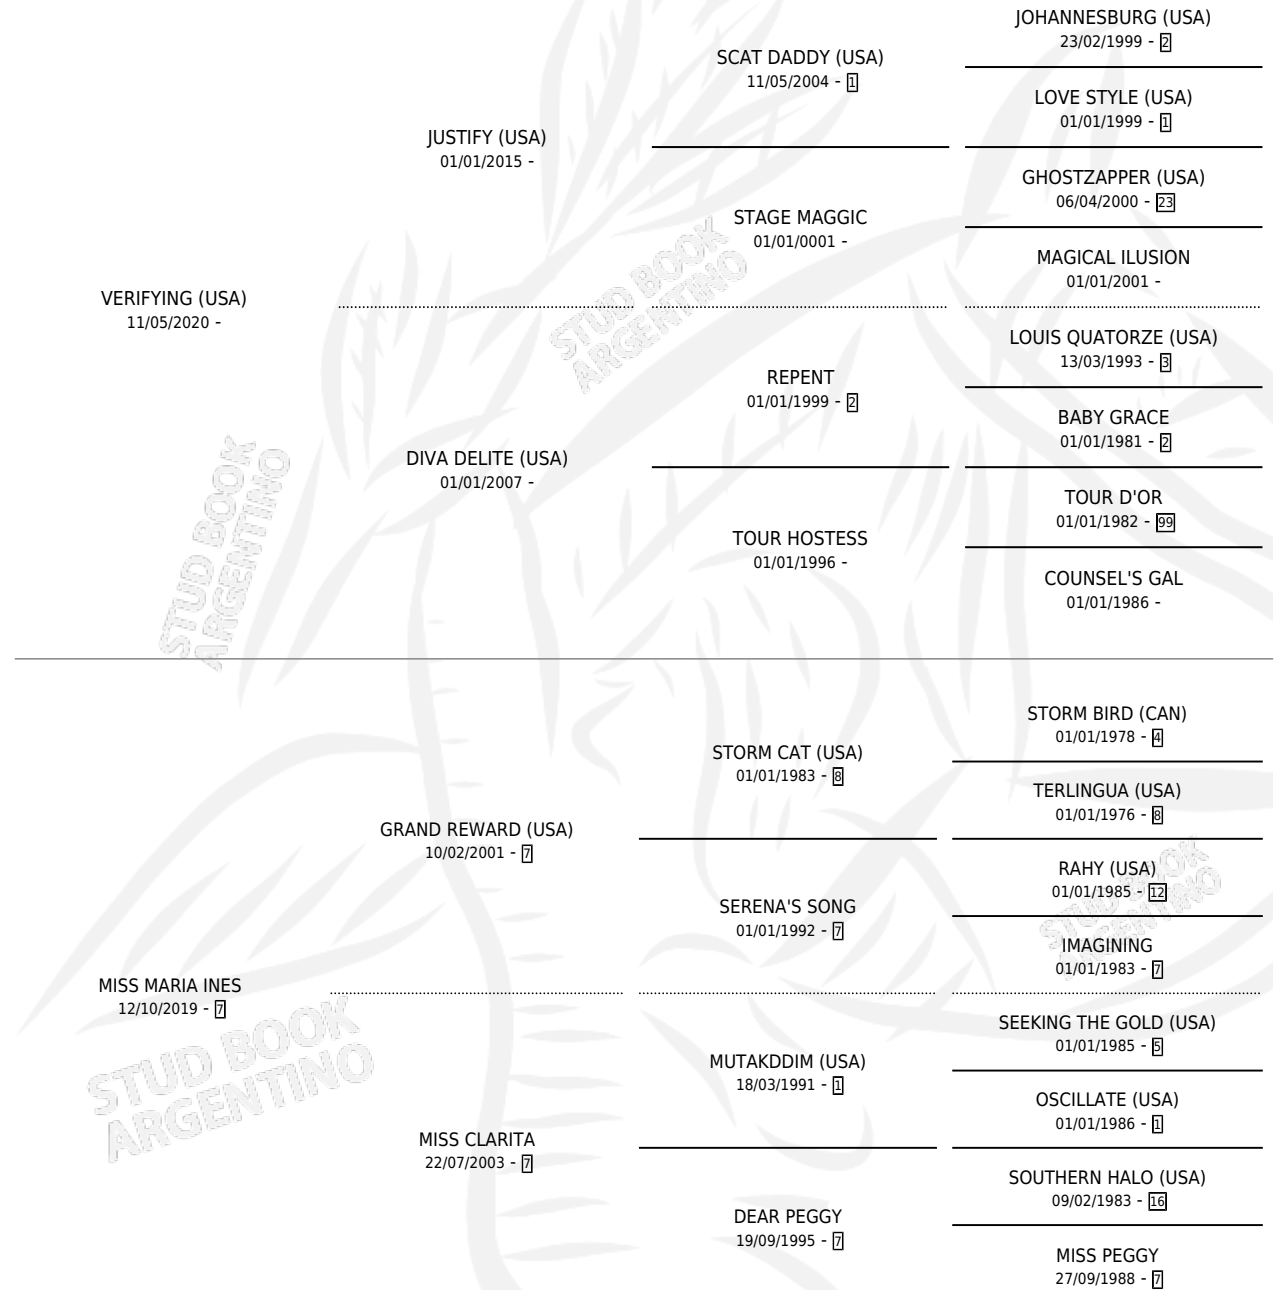 JOHANNESBURG (USA)
23/02/1999 - 2
SCAT DADDY (USA)
11/05/2004 - 1
LOVE STYLE (USA)
01/01/1999 - 1
JUSTIFY (USA)
01/01/2015 -
GHOSTZAPPER (USA)
06/04/2000 - 23
STAGE MAGGIC
01/01/0001 -
MAGICAL ILUSION
01/01/2001 -
VERIFYING (USA)
11/05/2020 -
LOUIS QUATORZE (USA)
13/03/1993 - 3
REPENT
01/01/1999 - 2
BABY GRACE
01/01/1981 - 2
DIVA DELITE (USA)
01/01/2007 -
TOUR D'OR
01/01/1982 - 99
TOUR HOSTESS
01/01/1996 -
COUNSEL'S GAL
01/01/1986 -
STORM BIRD (CAN)
01/01/1978 - 4
STORM CAT (USA)
01/01/1983 - 8
TERLINGUA (USA)
01/01/1976 - 8
GRAND REWARD (USA)
10/02/2001 - 7
RAHY (USA)
01/01/1985 - 12
SERENA'S SONG
01/01/1992 - 7
IMAGINING
01/01/1983 - 7
MISS MARIA INES
12/10/2019 - 7
SEEKING THE GOLD (USA)
01/01/1985 - 5
MUTAKDDIM (USA)
18/03/1991 - 1
OSCILLATE (USA)
01/01/1986 - 1
MISS CLARITA
22/07/2003 - 7
SOUTHERN HALO (USA)
09/02/1983 - 16
DEAR PEGGY
19/09/1995 - 7
MISS PEGGY
27/09/1988 - 7
STUD BOOK
ARGENTINO
STUD BOOK
ARGENTINO
STUD BOOK
ARGENTINO
STUD BOOK
ARGENTINO